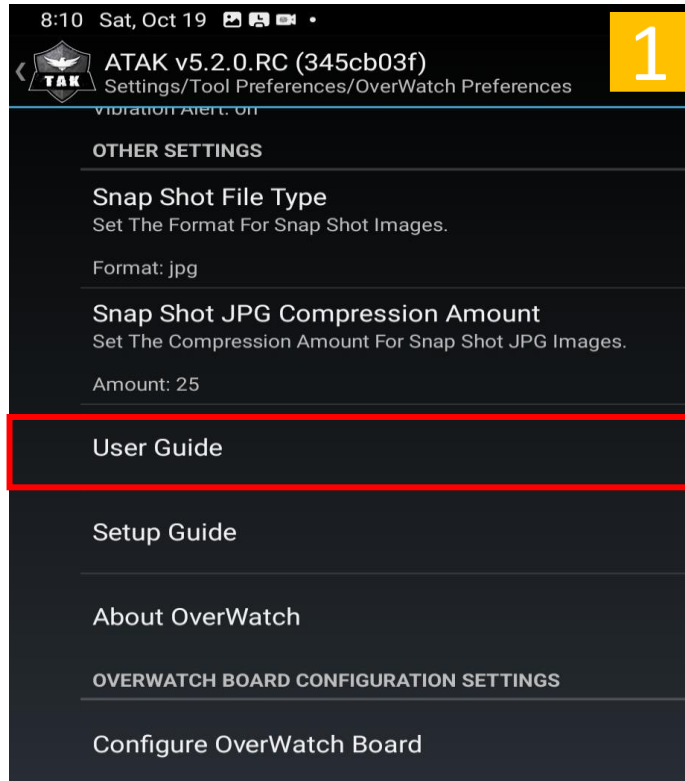 8:10 Sat, Oct 19
1
ATAK v5.2.0.RC (345cb03f)
TAK
Settings/Tool Preferences/OverWatch Preferences
Vibration Alert: on
OTHER SETTINGS
Snap Shot File Type
Set The Format For Snap Shot Images.
Format: jpg
Snap Shot JPG Compression Amount
Set The Compression Amount For Snap Shot JPG Images.
Amount: 25
User Guide
Setup Guide
About OverWatch
OVERWATCH BOARD CONFIGURATION SETTINGS
Configure OverWatch Board